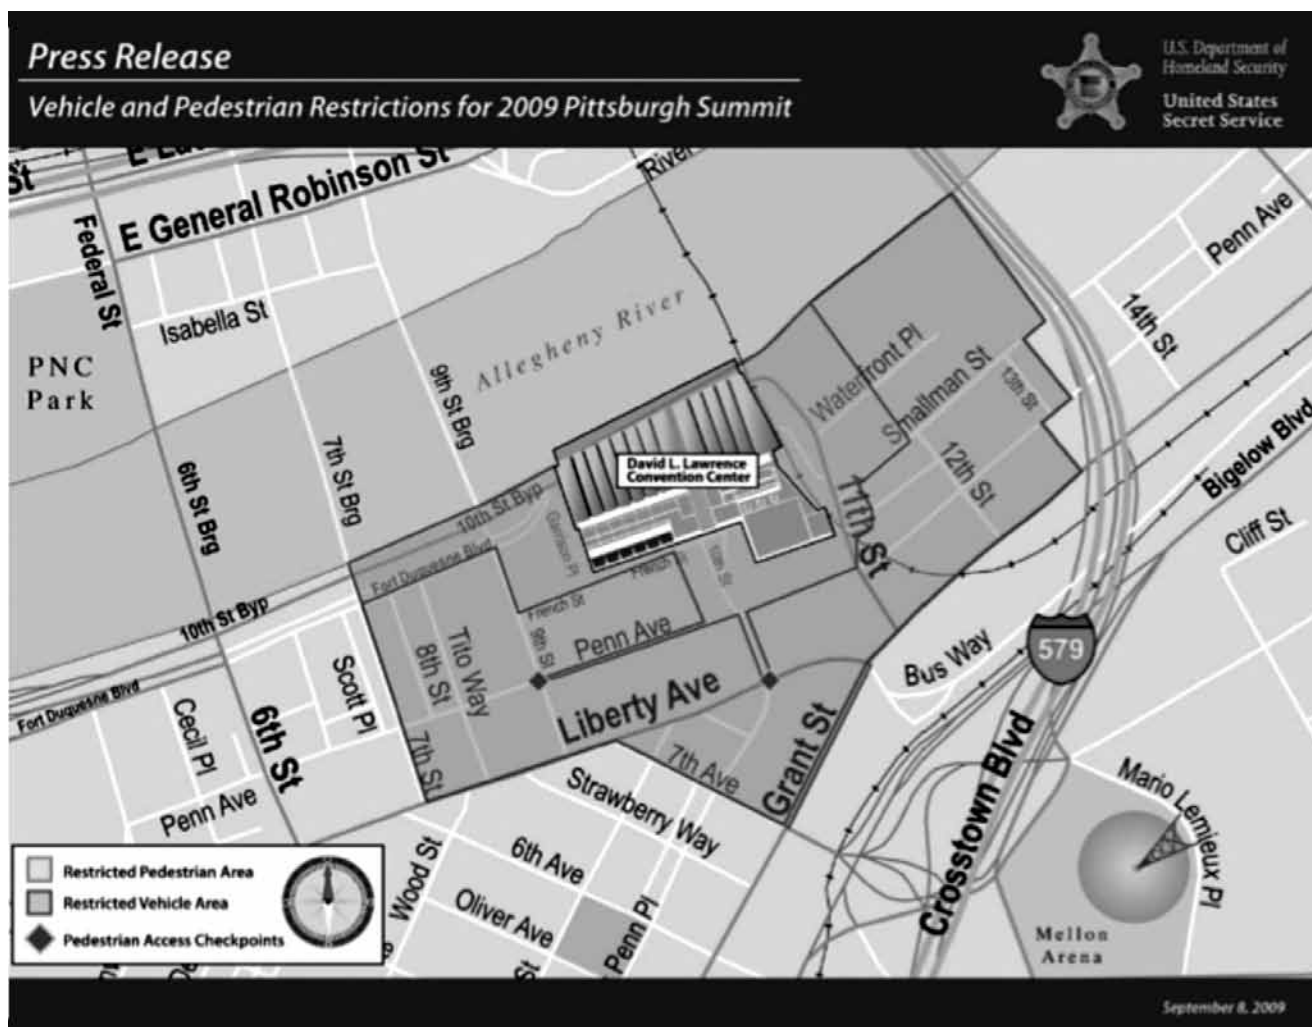 Press Release
Vehicle and Pedestrian Restrictions for 2009 Pittsburgh Summit
U.S. Department of
Homeland Security
United States
Secret Service
St
E General Robinson St
River
Federal St
Isabella St
PNC
Park
Allegheny River
9th St Brg
7th St Brg
6th St Brg
Penn Ave
14th St
Waterfront Pl
Smallman St
13th St
12th St
11th St
Bigelow Blvd
Cliff St
David L. Lawrence
Convention Center
10th St Byp
Fort Duquesne Blvd
Garrison Pl
French St
10th St
French St
9th St
Penn Ave
10th St Byp
Tito Way
8th St
7th St
Scott Pl
Liberty Ave
Fort Duquesne Blvd
Cecil Pl
6th St
Penn Ave
7th Ave
Grant St
Bus Way
579
Crosstown Blvd
Mario Lemieux Pl
Strawberry Way
6th Ave
Oliver Ave
Wood St
Penn Pl
St
Mellon
Arena
Restricted Pedestrian Area
Restricted Vehicle Area
Pedestrian Access Checkpoints
September 8, 2009